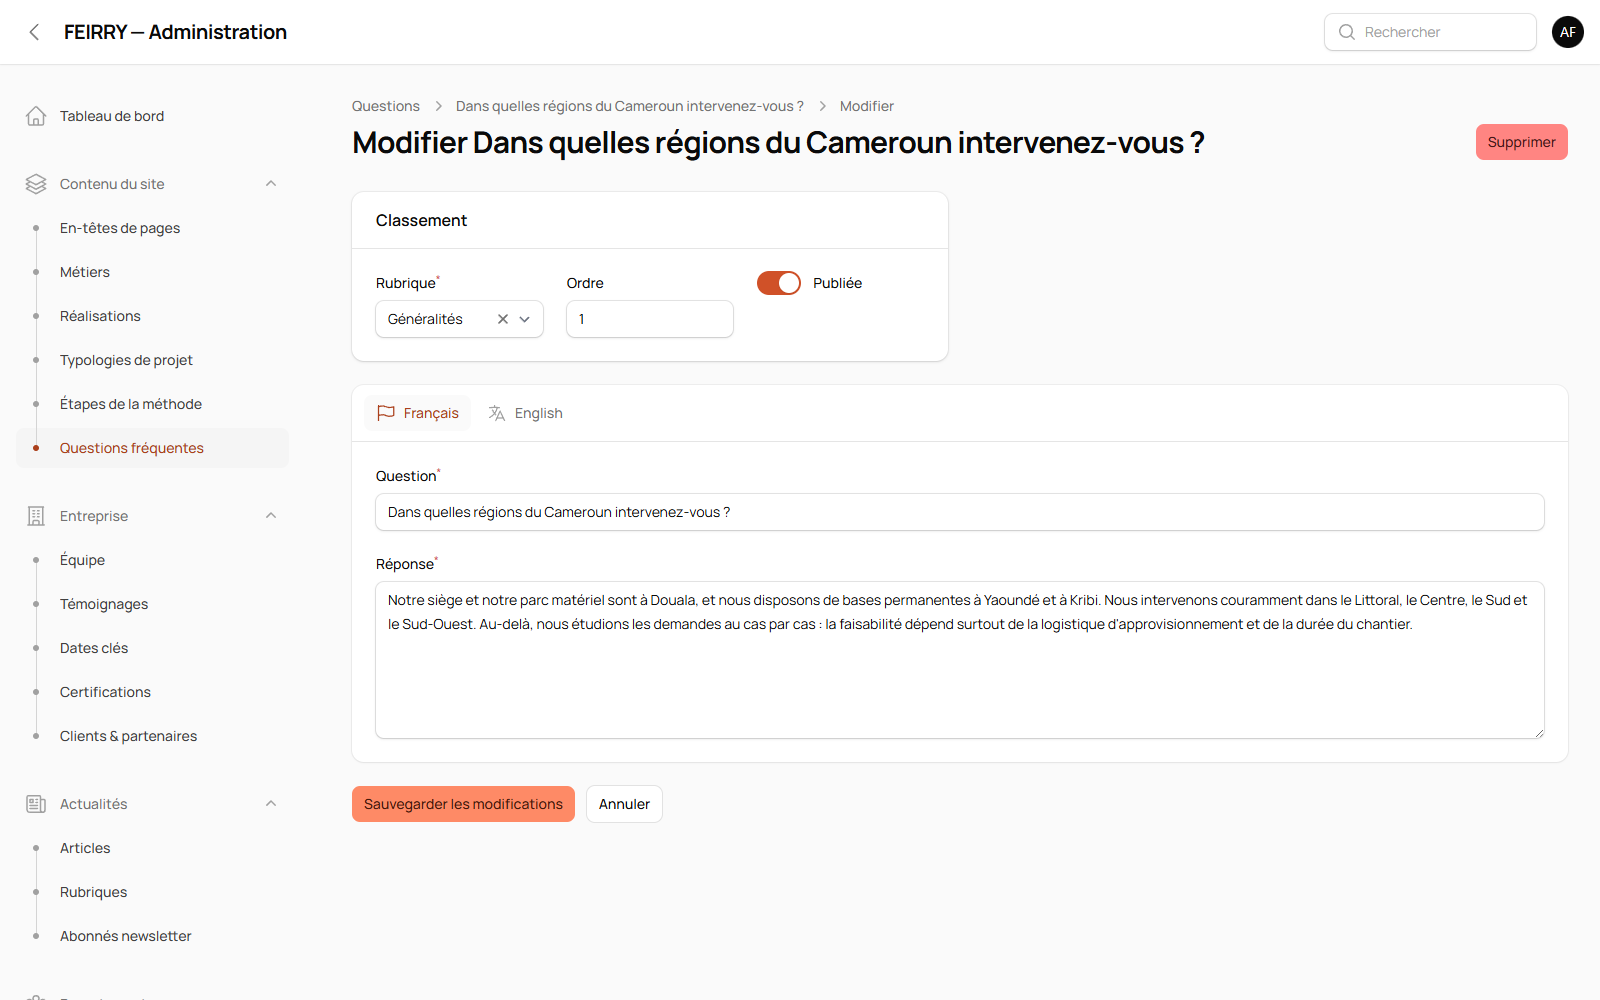 FEIRRY — Administration
Rechercher
AF
Tableau de bord
Contenu du site
En-têtes de pages
Métiers
Réalisations
Typologies de projet
Étapes de la méthode
Questions fréquentes
Entreprise
Équipe
Témoignages
Dates clés
Certifications
Clients & partenaires
Actualités
Articles
Rubriques
Abonnés newsletter
Questions > Dans quelles régions du Cameroun intervenez-vous ? > Modifier
Modifier Dans quelles régions du Cameroun intervenez-vous ?
Supprimer
Classement
Rubrique*
Ordre
Publiée
Généralités
1
Français
English
Question*
Dans quelles régions du Cameroun intervenez-vous ?
Réponse*
Notre siège et notre parc matériel sont à Douala, et nous disposons de bases permanentes à Yaoundé et à Kribi. Nous intervenons couramment dans le Littoral, le Centre, le Sud et
le Sud-Ouest. Au-delà, nous étudions les demandes au cas par cas : la faisabilité dépend surtout de la logistique d'approvisionnement et de la durée du chantier.
Sauvegarder les modifications
Annuler